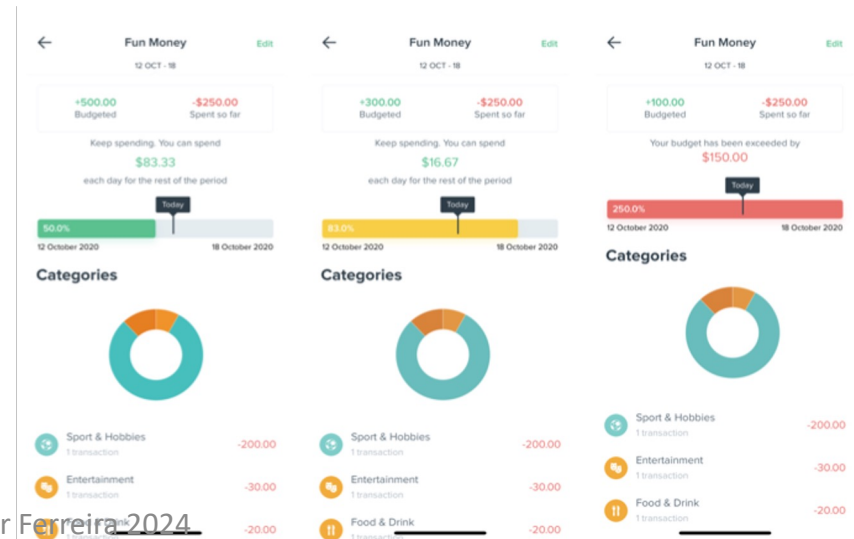 Fun Money
Edit
12 OCT - 18
+500.00
-$250.00
Budgeted
Spent so far
Keep spending. You can spend
$83.33
each day for the rest of the period
Today
50.0%
12 October 2020
18 October 2020
Categories
Sport & Hobbies
1 transaction
-200.00
Entertainment
1 transaction
-30.00
Food & Drink
-20.00
Fun Money
Edit
12 OCT - 18
+300.00
-$250.00
Budgeted
Spent so far
Keep spending. You can spend
$16.67
each day for the rest of the period
Today
83.0%
12 October 2020
18 October 2020
Categories
Sport & Hobbies
1 transaction
-200.00
Entertainment
1 transaction
-30.00
Food & Drink
1 transaction
-20.00
Fun Money
Edit
12 OCT - 18
+100.00
-$250.00
Budgeted
Spent so far
Your budget has been exceeded by
$150.00
Today
250.0%
12 October 2020
18 October 2020
Categories
Sport & Hobbies
1 transaction
-200.00
Entertainment
1 transaction
-30.00
Food & Drink
1 transaction
-20.00
r Ferreira 2024